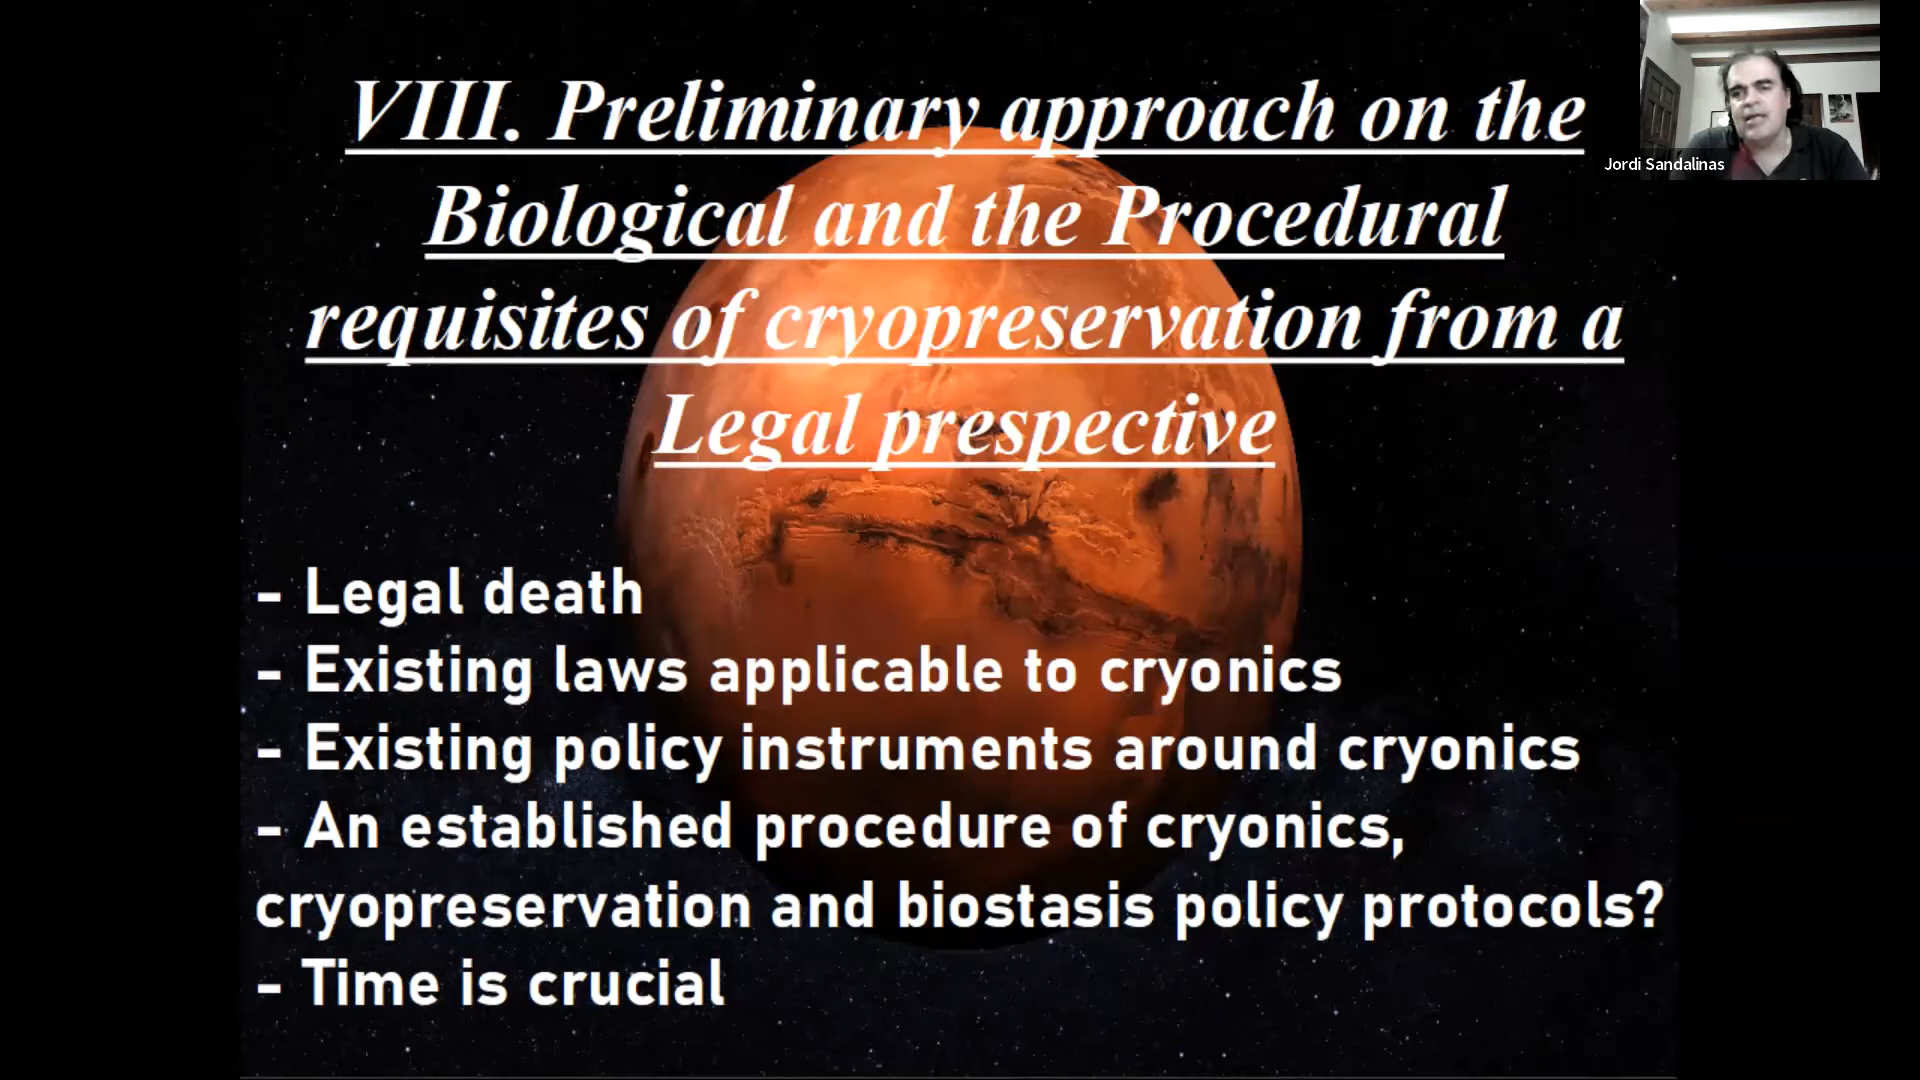 VIII. Preliminary approach on the
Biological and the Procedural
requisites of cryopreservation from a
Legal prespective
Jordi Sandalinas
- Legal death
- Existing laws applicable to cryonics
- Existing policy instruments around cryonics
- An established procedure of cryonics,
cryopreservation and biostasis policy protocols?
- Time is crucial